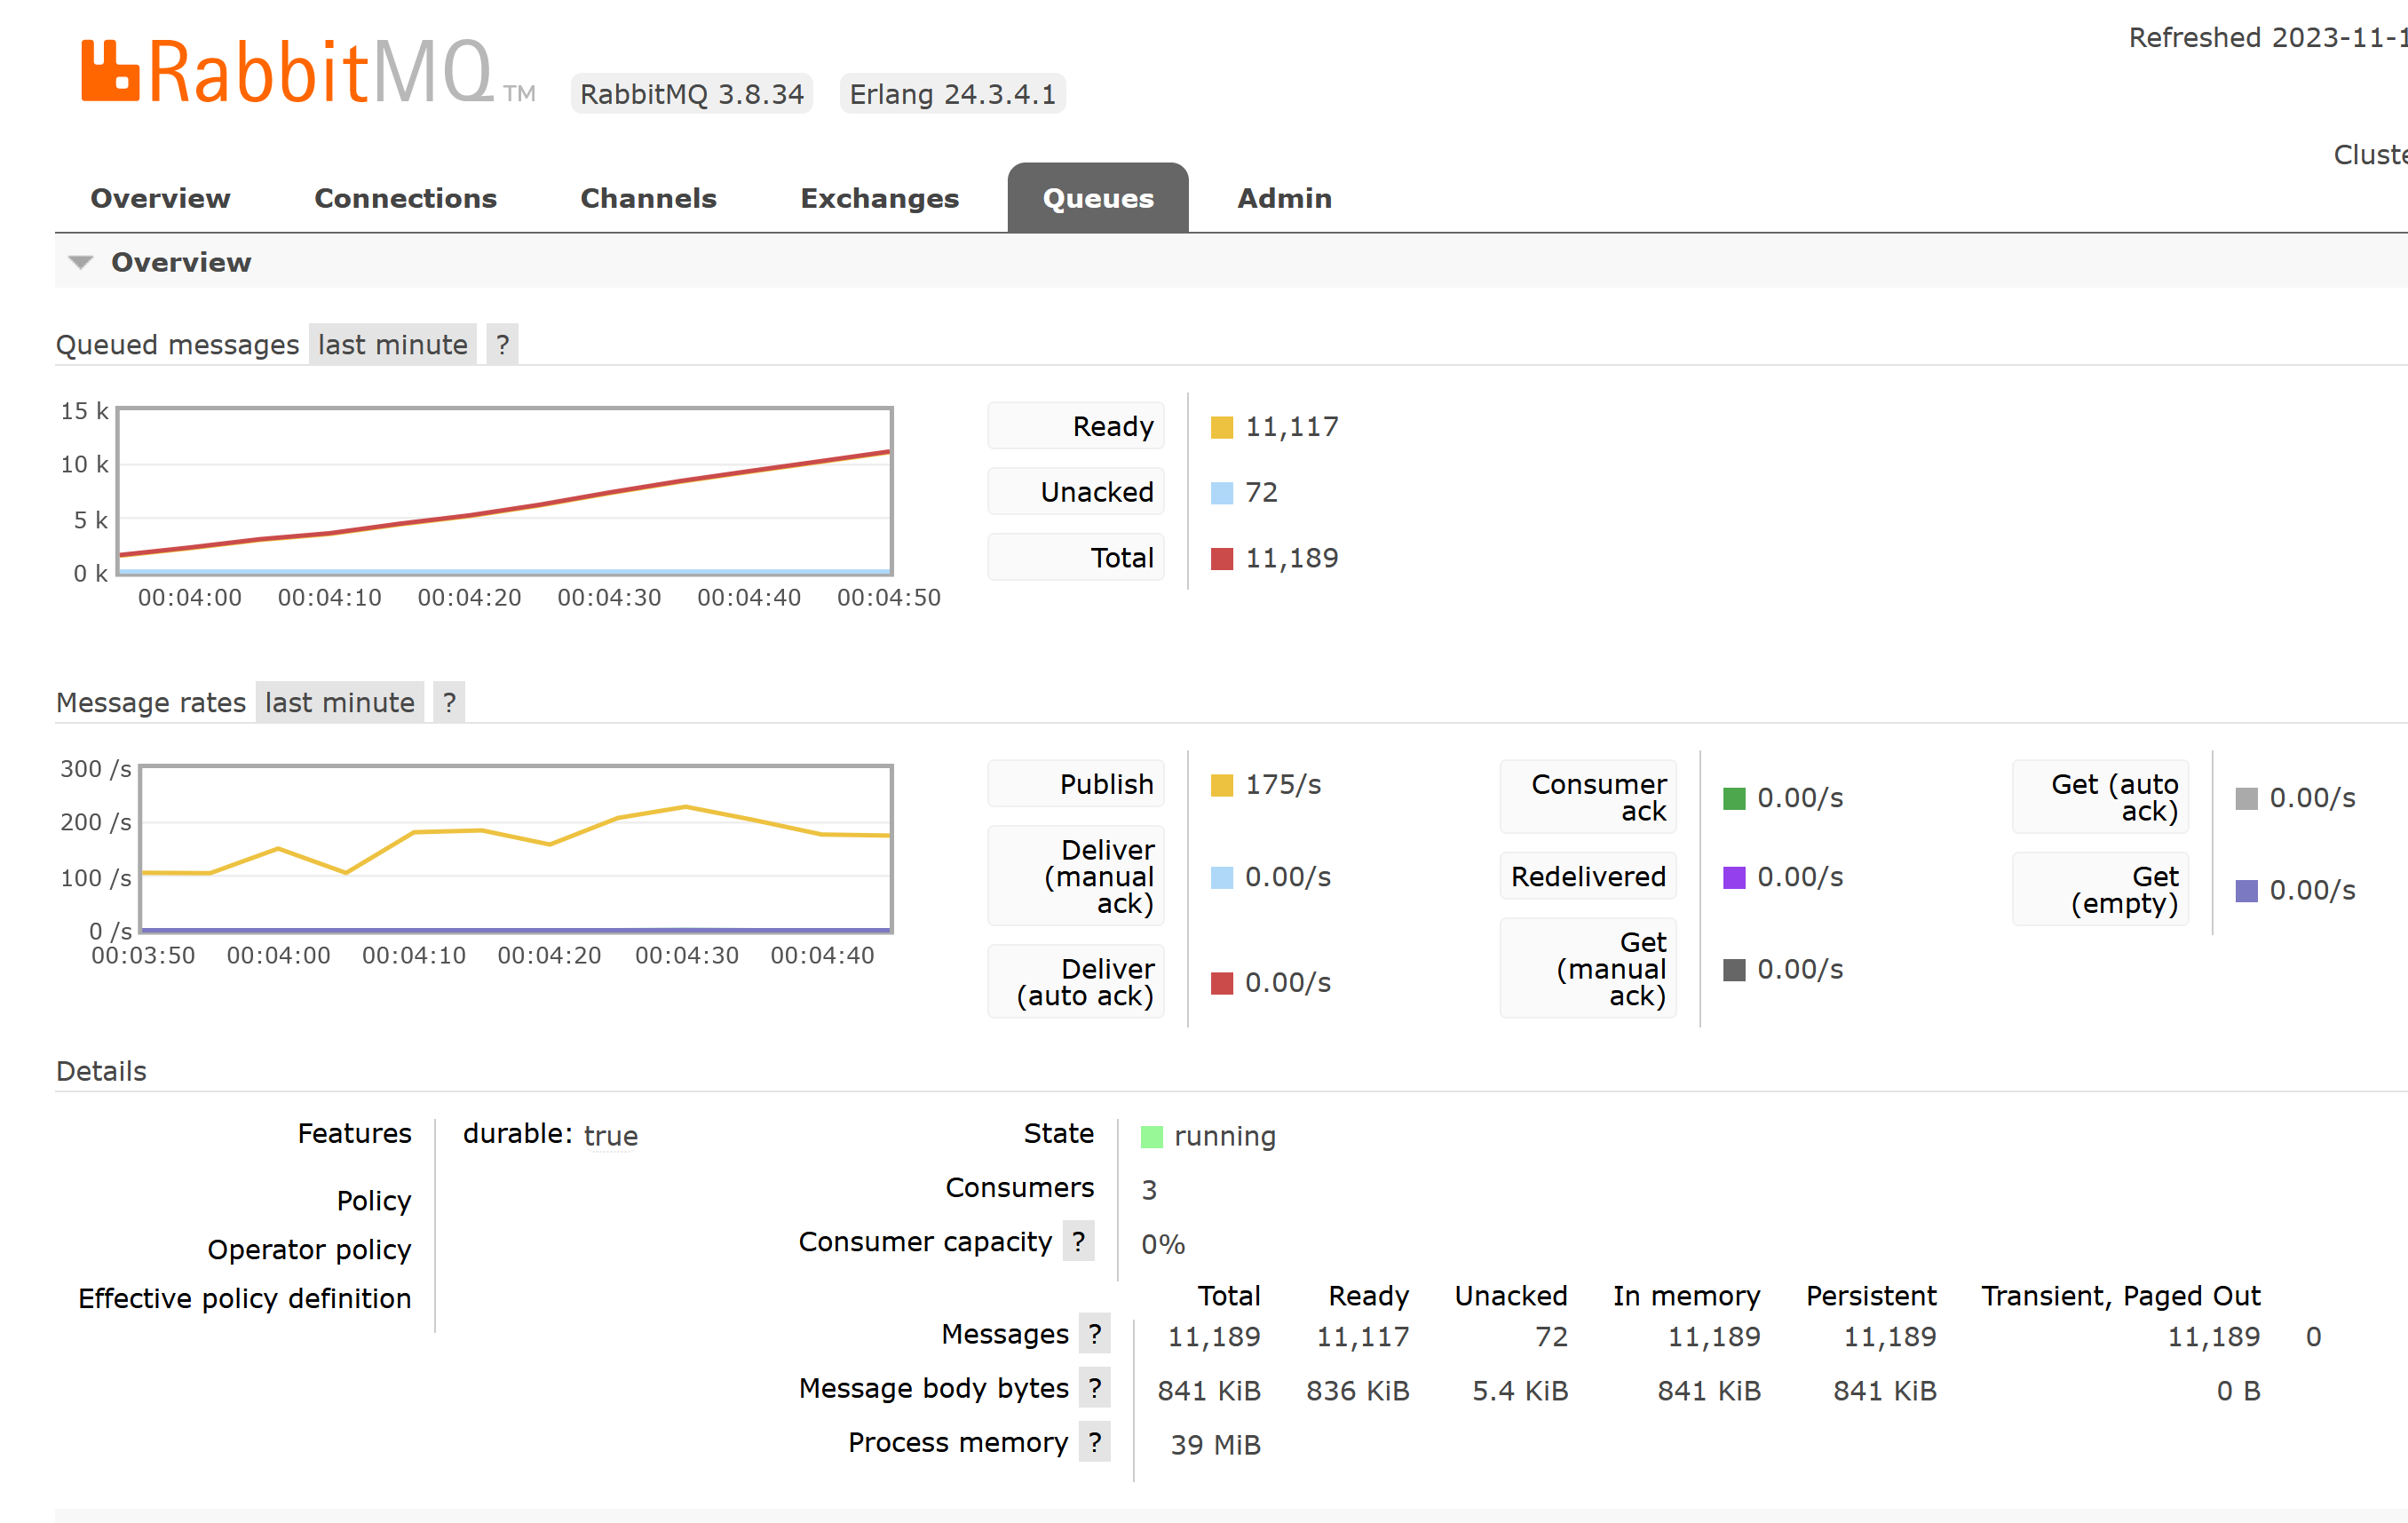 RabbitMQ TM RabbitMQ 3.8.34 Erlang 24.3.4.1
Refreshed 2023-11-1
Cluste
Overview Connections Channels Exchanges Queues Admin
Overview
Queued messages last minute ?
15 k
10 k
5 k
0 k
00:04:00 00:04:10 00:04:20 00:04:30 00:04:40 00:04:50
Ready 11,117
Unacked 72
Total 11,189
Message rates last minute ?
300 /s
200 /s
100 /s
0 /s
00:03:50 00:04:00 00:04:10 00:04:20 00:04:30 00:04:40
Publish 175/s
Deliver
(manual
ack)
0.00/s
Deliver
(auto ack)
0.00/s
Consumer
ack
0.00/s
Redelivered 0.00/s
Get
(manual
ack)
0.00/s
Get (auto
ack)
0.00/s
Get
(empty)
0.00/s
Details
Features durable: true
Policy
Operator policy
Effective policy definition
State running
Consumers 3
Consumer capacity ? 0%
Total Ready Unacked In memory Persistent Transient, Paged Out
Messages ? 11,189 11,117 72 11,189 11,189 11,189 0
Message body bytes ? 841 KiB 836 KiB 5.4 KiB 841 KiB 841 KiB 0 B
Process memory ? 39 MiB